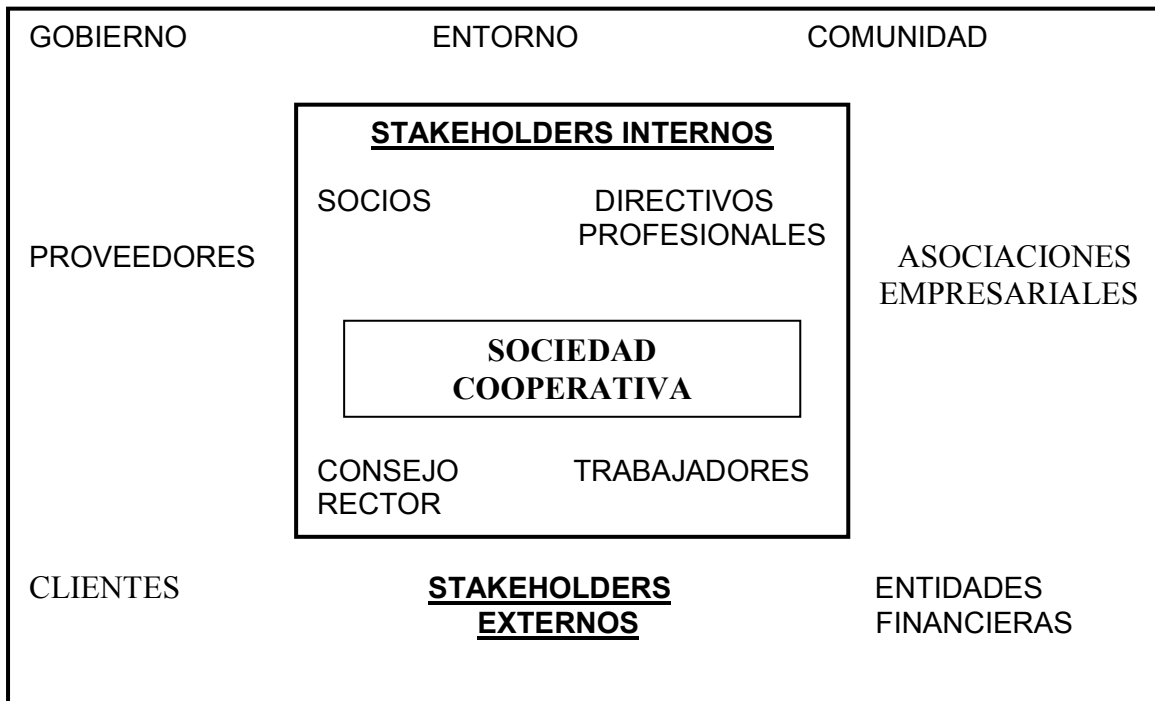 GOBIERNO ENTORNO COMUNIDAD
STAKEHOLDERS INTERNOS
SOCIOS DIRECTIVOS
PROFESIONALES
PROVEEDORES ASOCIACIONES
EMPRESARIALES
SOCIEDAD
COOPERATIVA
CONSEJO TRABAJADORES
RECTOR
CLIENTES STAKEHOLDERS ENTIDADES
EXTERNOS FINANCIERAS